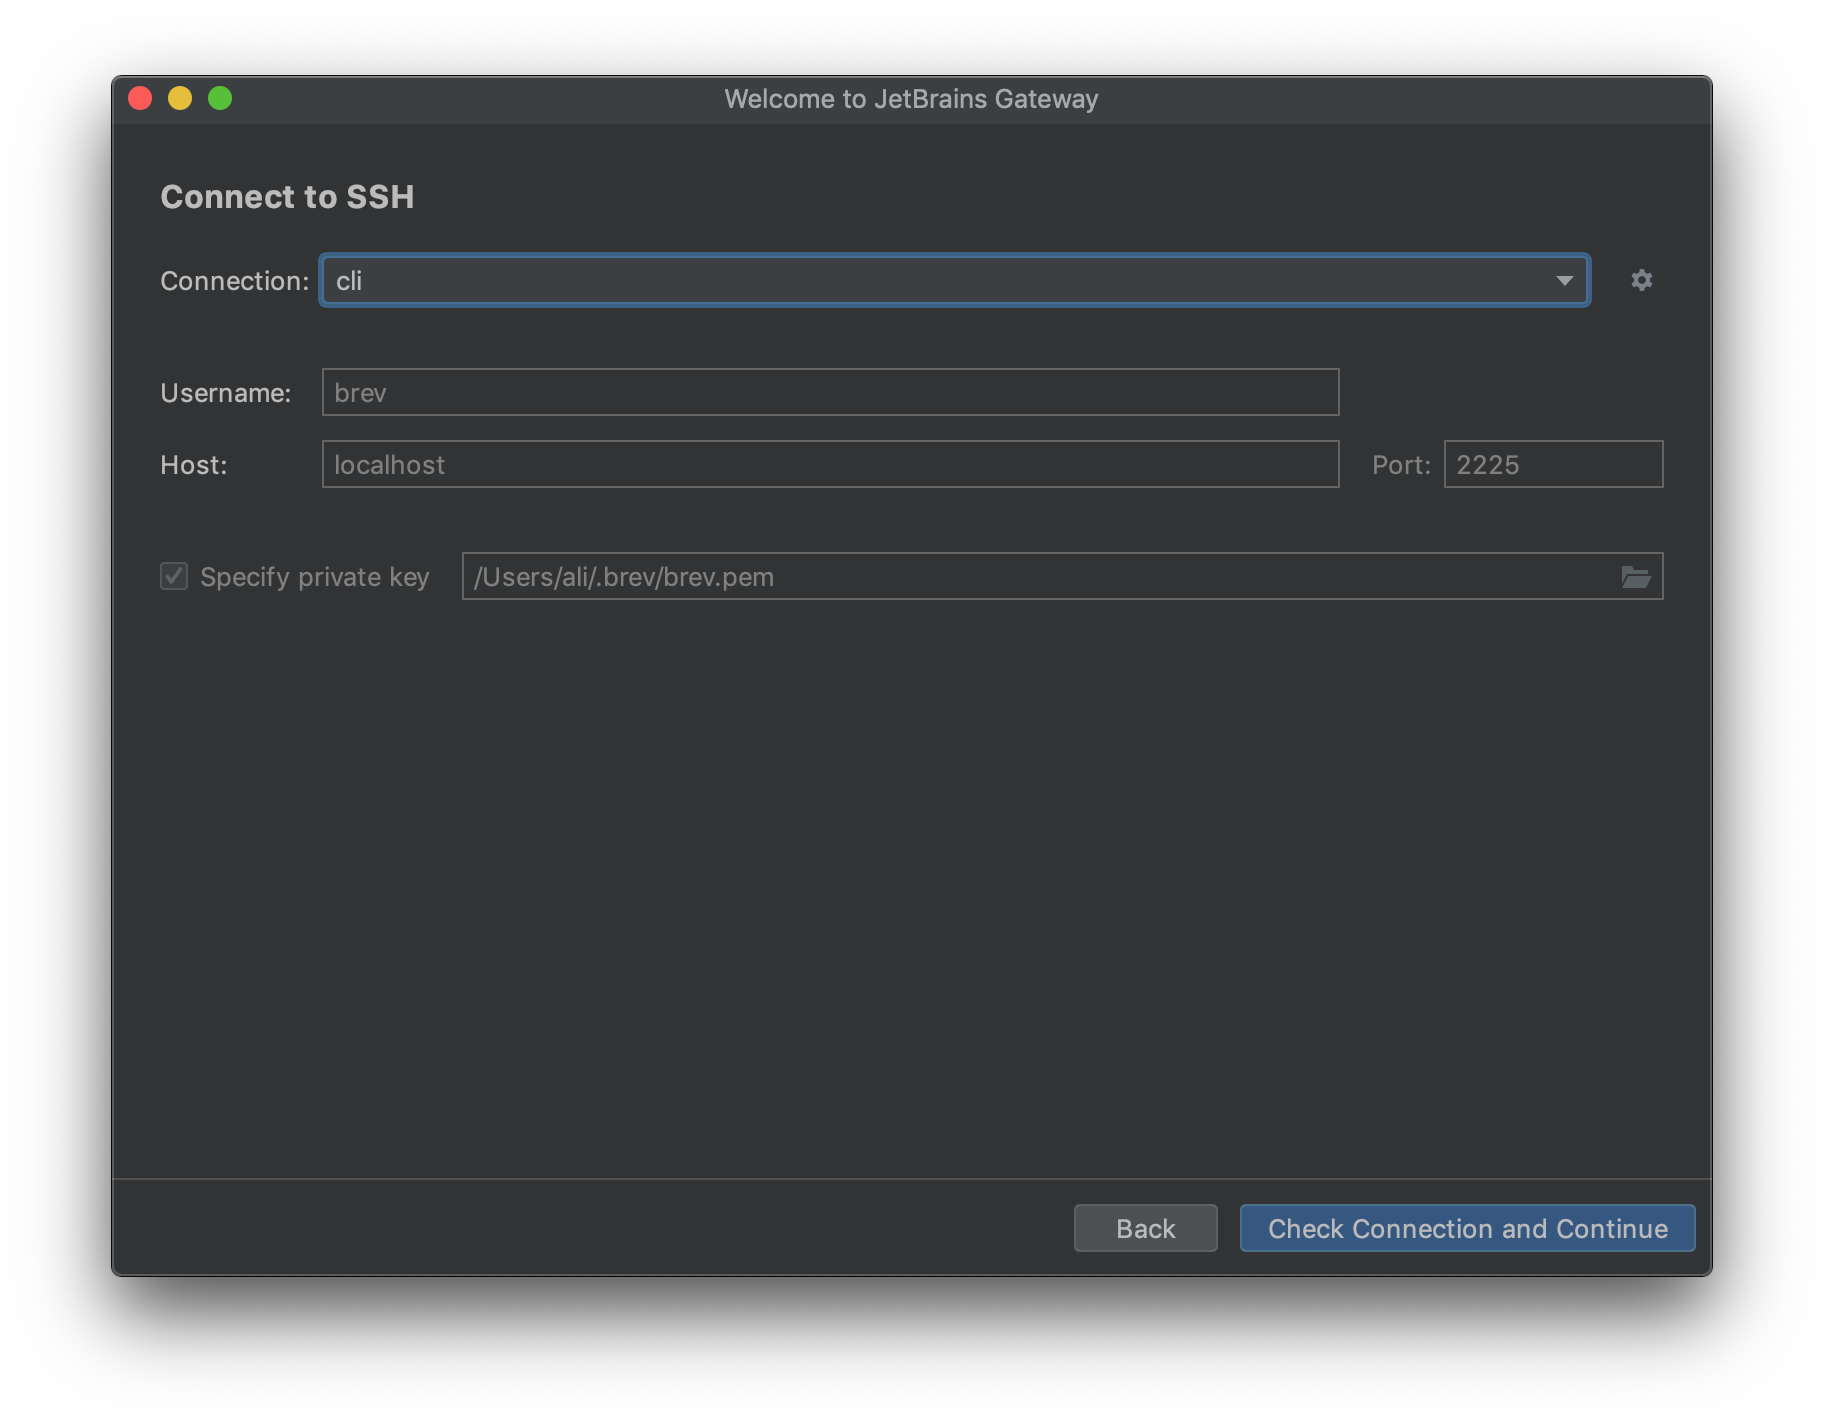 Welcome to JetBrains Gateway
Connect to SSH
Connection: cli
Username: brev
Host: localhost Port: 2225
Specify private key /Users/ali/.brev/brev.pem
Back Check Connection and Continue